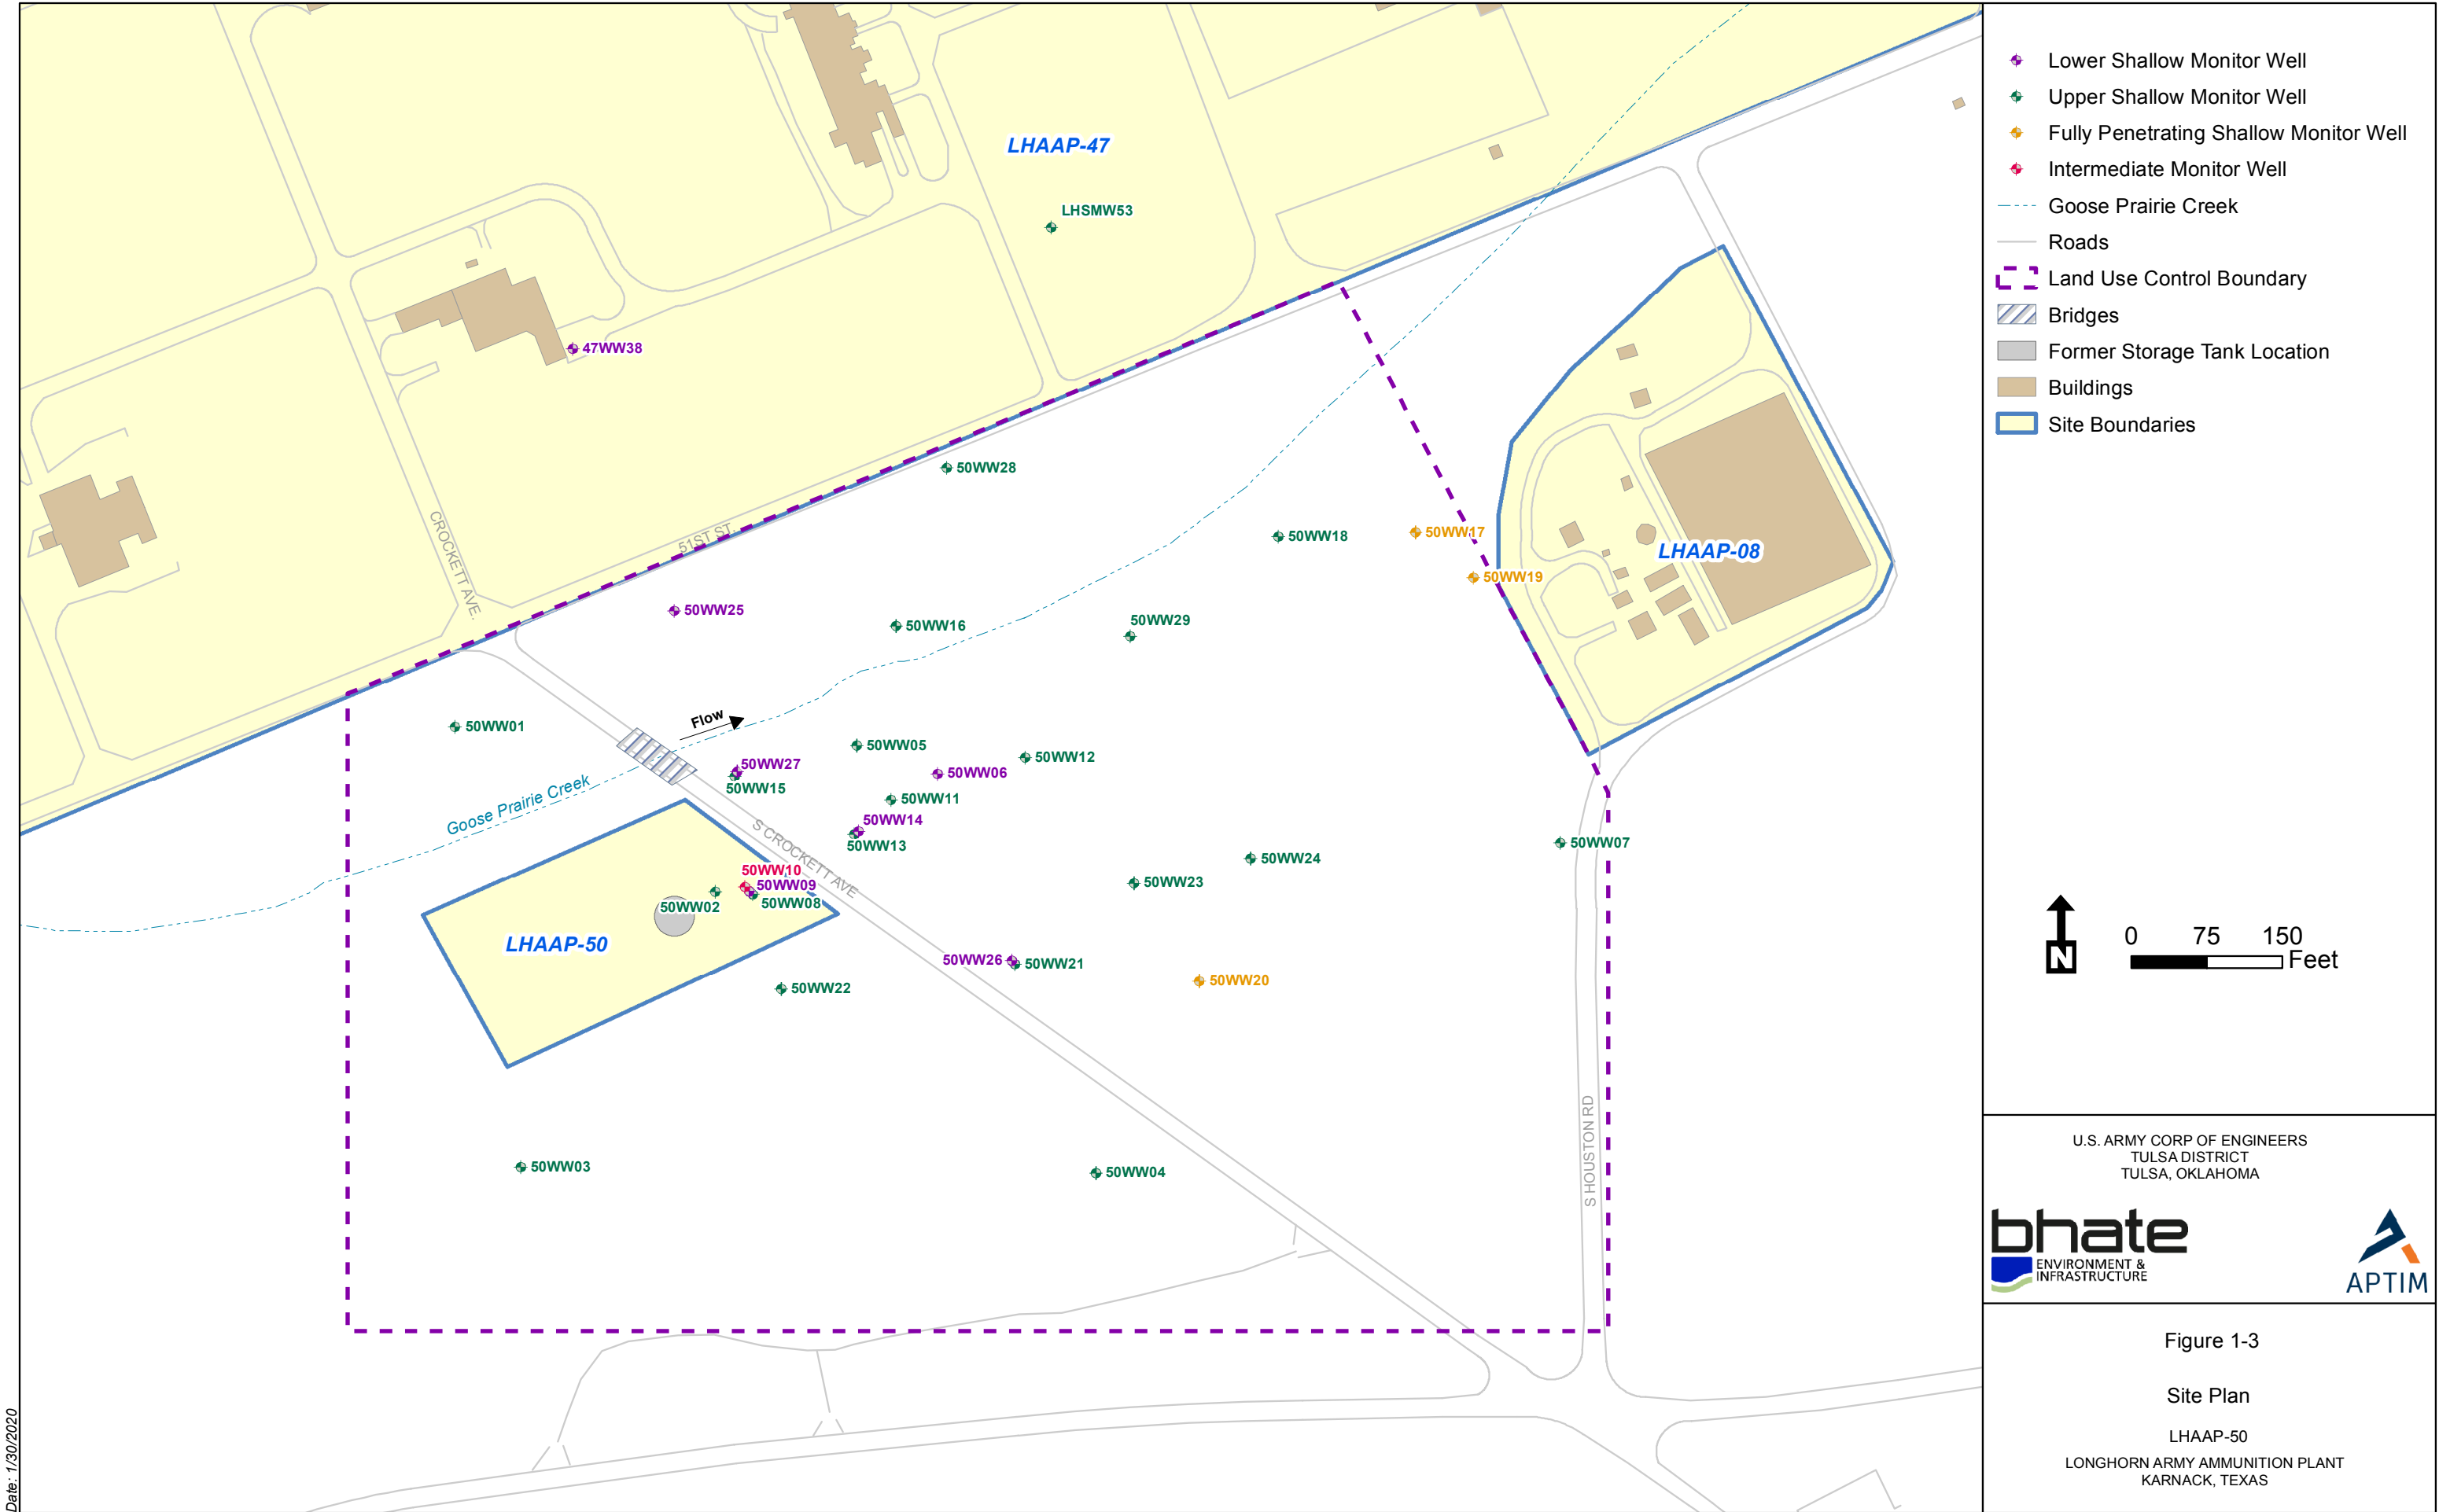 LHAAP-47
LHSMW53
47WW38
CROCKETT AVE.
51ST ST.
50WW28
50WW18
50WW17
50WW19
LHAAP-08
50WW25
50WW16
50WW29
50WW01
Flow
50WW05
50WW12
50WW27
50WW06
50WW15
Goose Prairie Creek
50WW11
50WW14
50WW13
S CROCKETT AVE
50WW07
50WW24
50WW10
50WW09
50WW23
50WW02
50WW08
LHAAP-50
50WW26
50WW21
50WW20
50WW22
50WW03
50WW04
S HOUSTON RD
Date: 1/30/2020
Lower Shallow Monitor Well
Upper Shallow Monitor Well
Fully Penetrating Shallow Monitor Well
Intermediate Monitor Well
Goose Prairie Creek
Roads
Land Use Control Boundary
Bridges
Former Storage Tank Location
Buildings
Site Boundaries
N
0 75 150
Feet
U.S. ARMY CORP OF ENGINEERS
TULSA DISTRICT
TULSA, OKLAHOMA
bhate
ENVIRONMENT &
INFRASTRUCTURE
APTIM
Figure 1-3
Site Plan
LHAAP-50
LONGHORN ARMY AMMUNITION PLANT
KARNACK, TEXAS